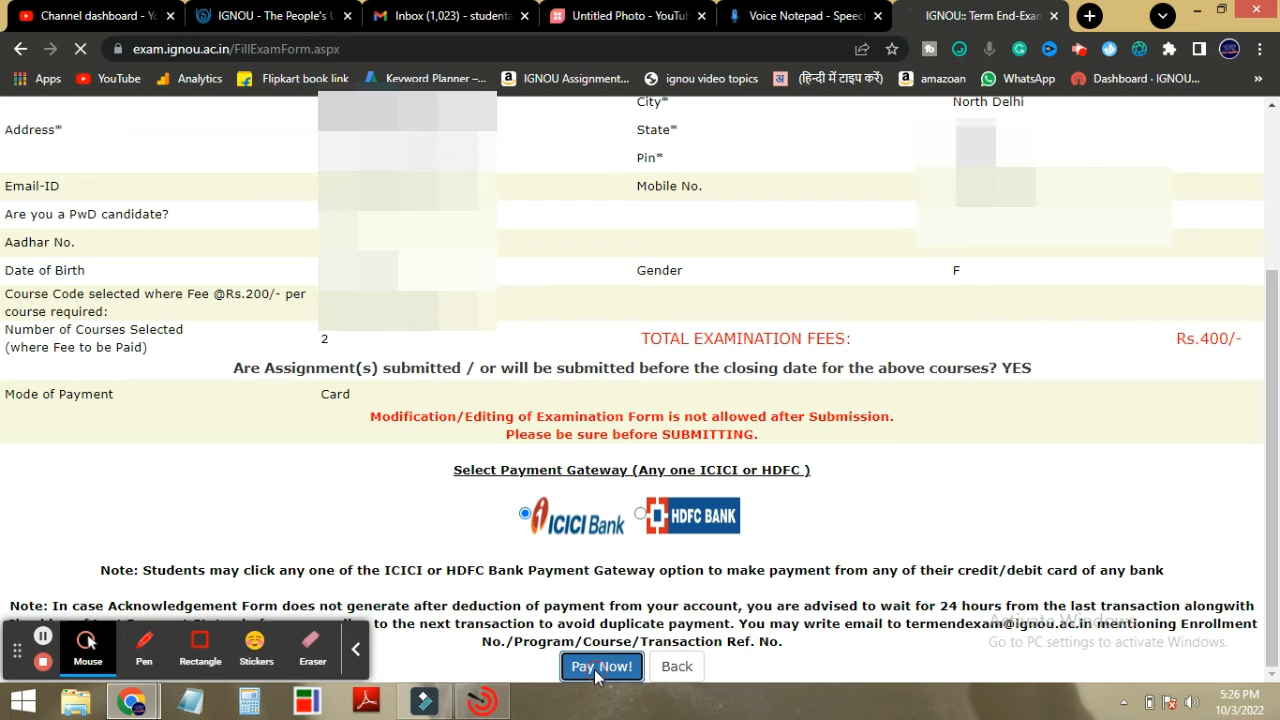 Channel dashboard - Yo
IGNOU - The People's U
Inbox (1,023) - studenta
Untitled Photo - YouTu
Voice Notepad - Speec
IGNOU:: Term End-Exan
exam.ignou.ac.in/FillExamForm.aspx
Apps
YouTube
Analytics
Flipkart book link
Keyword Planner –...
IGNOU Assignment...
ignou video topics
(हिन्दी में टाइप करें)
amazoan
WhatsApp
Dashboard · IGNOU...
City*
North Delhi
Address*
State*
Pin*
Email-ID
Mobile No.
Are you a PwD candidate?
Aadhar No.
Date of Birth
Gender
F
Course Code selected where Fee @Rs.200/- per
course required:
Number of Courses Selected
(where Fee to be Paid)
2
TOTAL EXAMINATION FEES:
Rs.400/-
Are Assignment(s) submitted / or will be submitted before the closing date for the above courses? YES
Mode of Payment
Card
Modification/Editing of Examination Form is not allowed after Submission.
Please be sure before SUBMITTING.
Select Payment Gateway (Any one ICICI or HDFC )
ICICI Bank
HDFC BANK
Note: Students may click any one of the ICICI or HDFC Bank Payment Gateway option to make payment from any of their credit/debit card of any bank
Note: In case Acknowledgement Form does not generate after deduction of payment from your account, you are advised to wait for 24 hours from the last transaction alongwith
to the next transaction to avoid duplicate payment. You may write email to termendexam@ignou.ac.in mentioning Enrollment
No./Program/Course/Transaction Ref. No.
Activate Windows
Go to PC settings to activate Windows.
Mouse
Pen
Rectangle
Stickers
Eraser
Pay Now!
Back
5:26 PM
10/3/2022